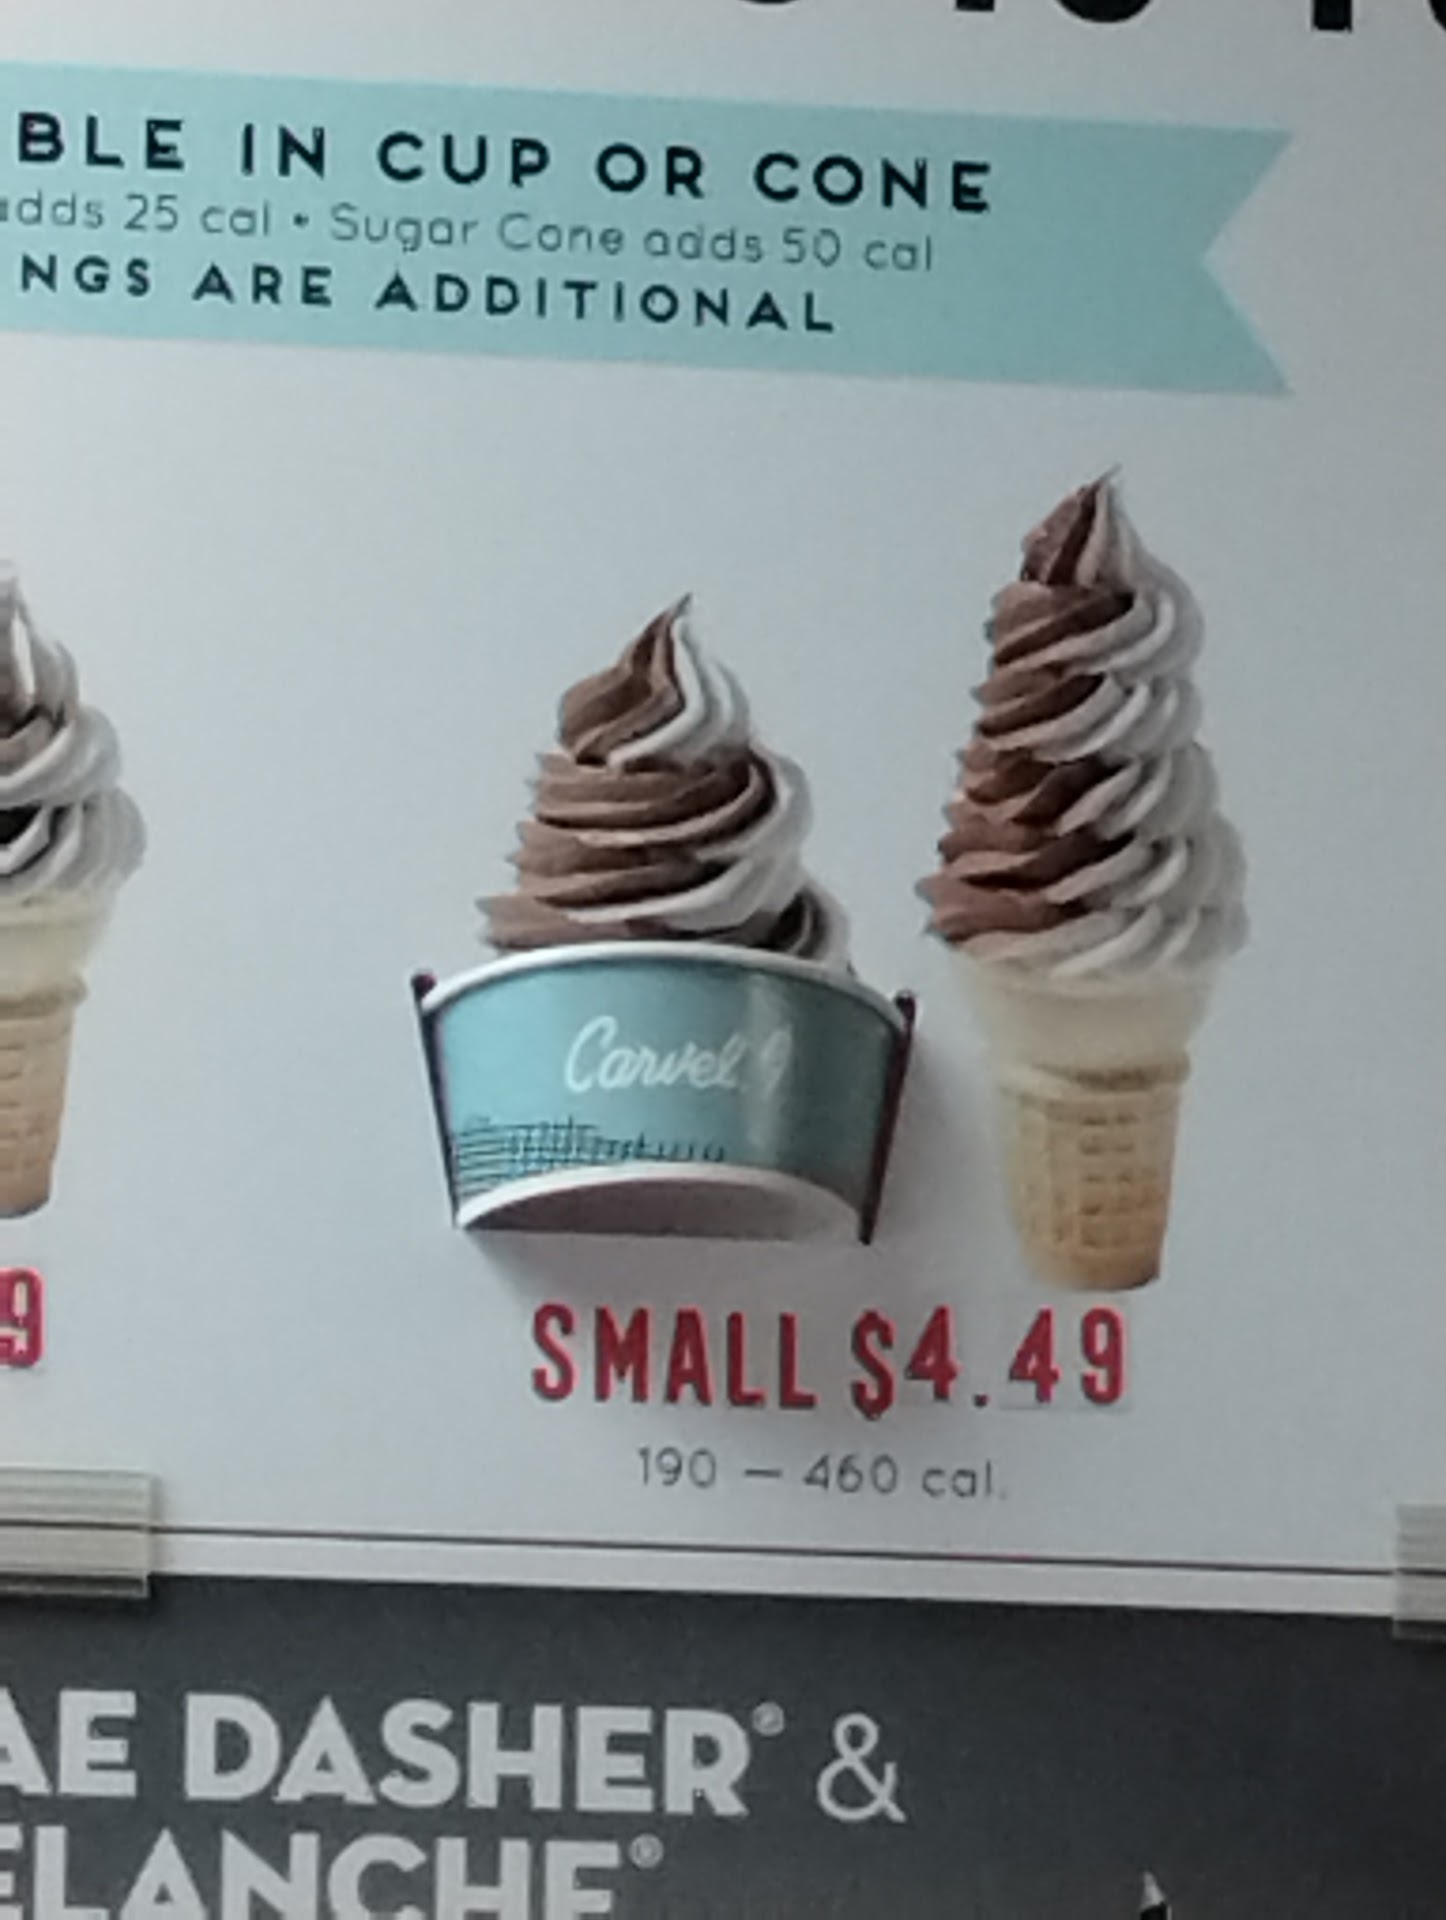 BLE IN CUP OR CONE
adds 25 cal • Sugar Cone adds 50 cal
NGS ARE ADDITIONAL
Carvel
9
SMALL $4.49
190 – 460 cal.
AE DASHER® &
ELANCHE®